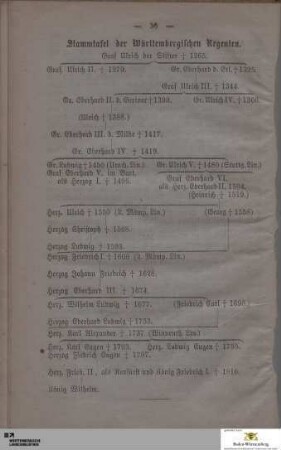 — 56 —
Stammtafel der Württembergischen Regenten.
Graf Ulrich der Stifter † 1265.
Graf Ulrich II. † 1279. Gr. Eberhard d. Erl. † 1325.
Graf Ulrich III. † 1344
Gr. Eberhard II. d. Greiner † 1392. Gr. Ulrich IV. † 1366
(Ulrich † 1388.)
Gr. Eberhard III. d. Milde † 1417.
Gr. Eberhard IV. † 1419.
Gr. Ludwig † 1450 (Urach. Lin.) Gr. Ulrich V. † 1480 (Stuttg. Lin.)
Graf Eberhard V. im Bart, Graf Eberhard VI.
als Herzog I. † 1496. als Herz. Eberhard II. 1504.
(Heinrich † 1519.)
Herz. Ulrich † 1550 (I. Mömp. Lin.) (Georg † 1558)
Herzog Christoph † 1568.
Herzog Ludwig † 1593.
Herzog Friedrich I. † 1608 (II. Mömp. Lin.)
Herzog Johann Friedrich † 1628.
Herzog Eberhard III. † 1674.
Herz. Wilhelm Ludwig † 1677. (Friedrich Carl † 1698.)
Herzog Eberhard Ludwig † 1733.
Herz. Karl Alexander † 1737 (Winnenth. Lin.)
Herz. Karl Eugen † 1793. Herz. Ludwig Eugen † 1795.
Herzog Friedrich Eugen † 1797.
Herz. Fried. II., als Kurfürst und König Friedrich I. † 1816.
König Wilhelm.
Baden-Württemberg